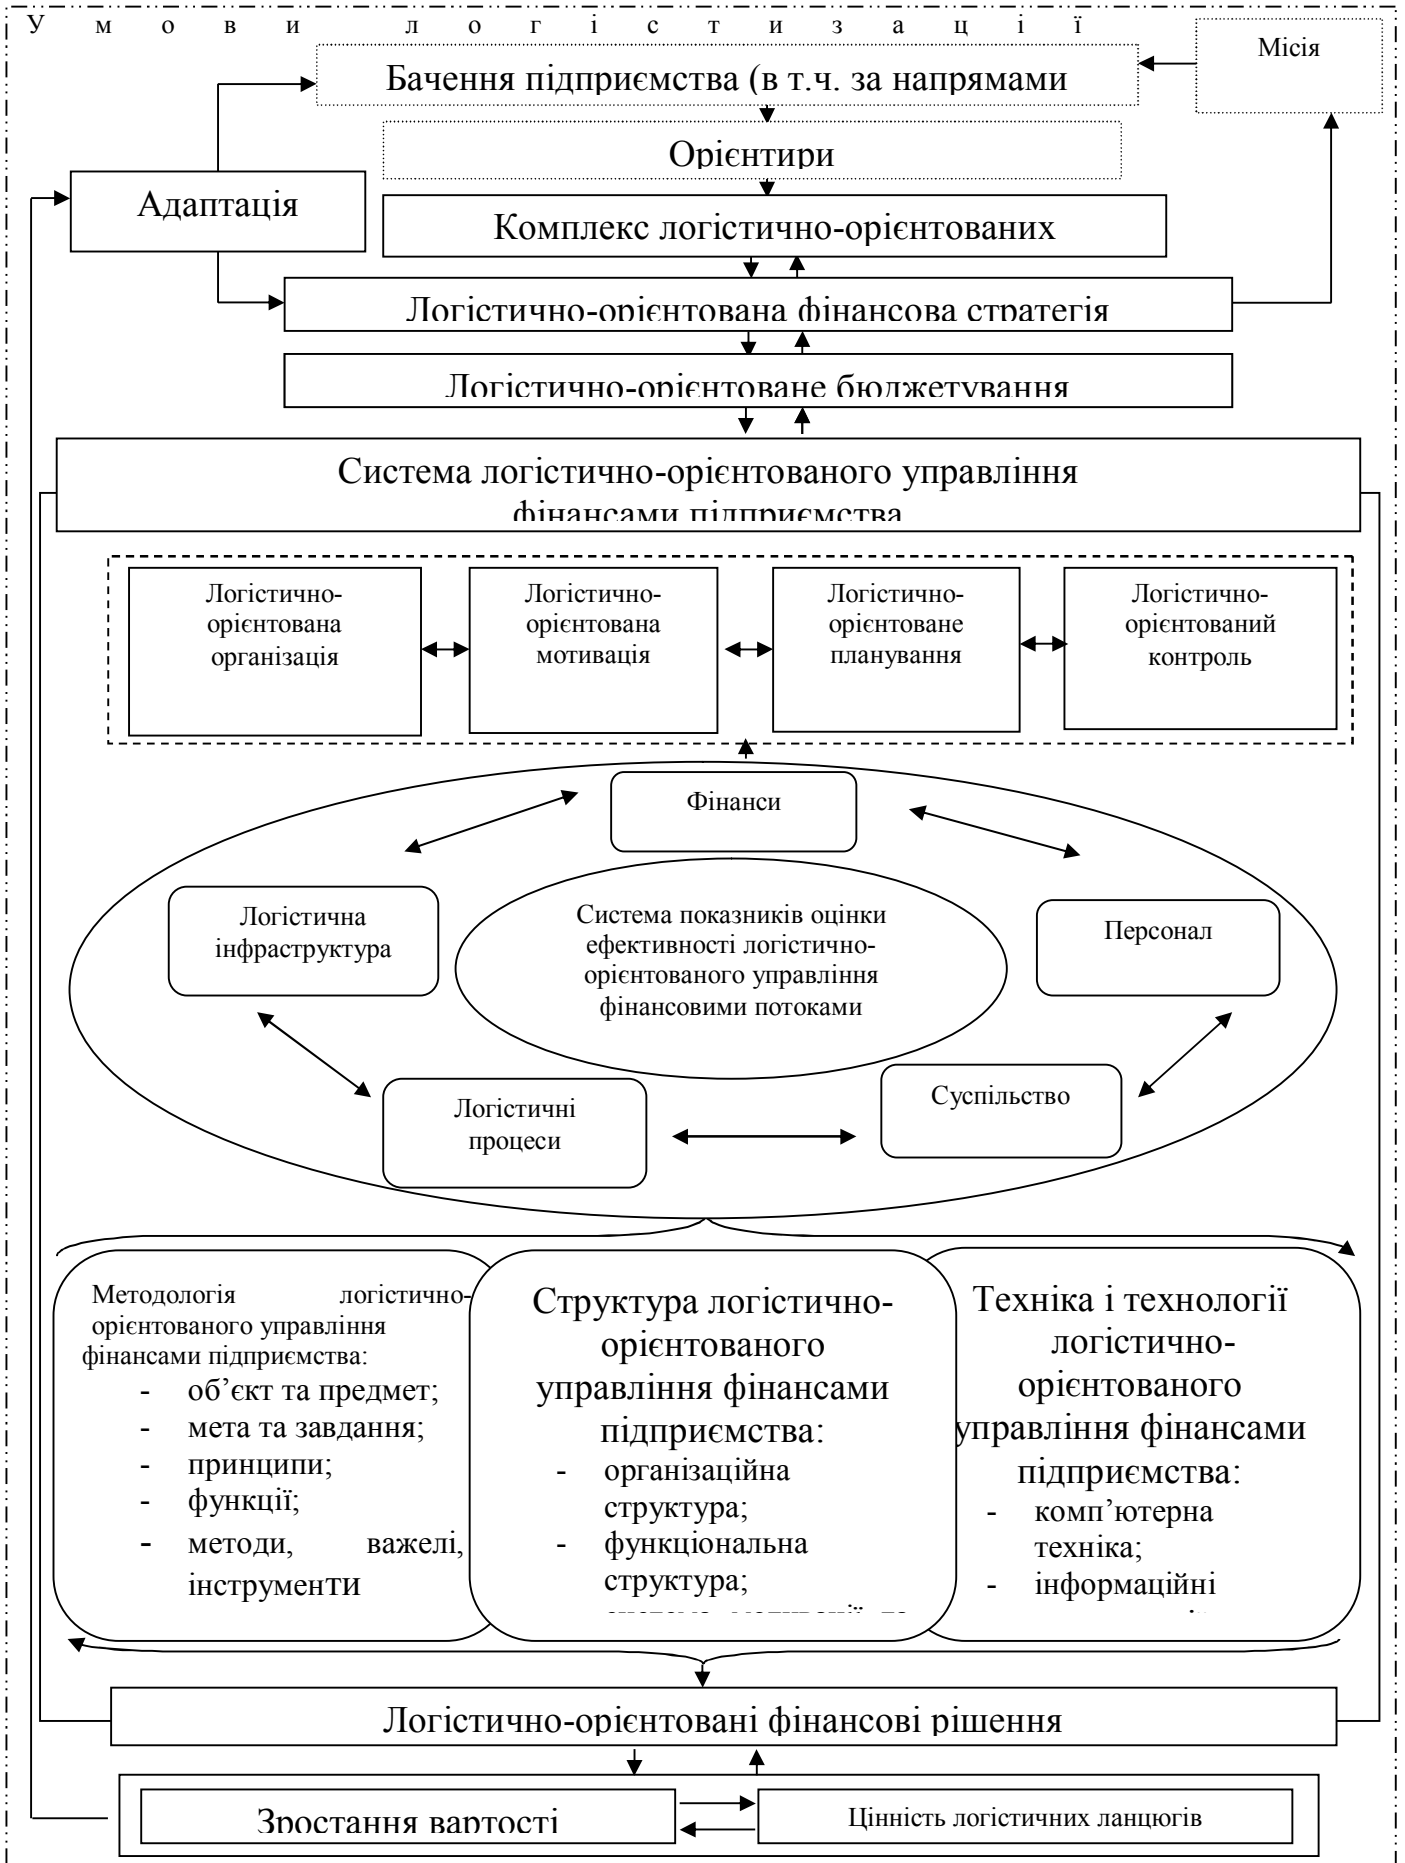 Умови логістизації
Місія
Бачення підприємства (в т.ч. за напрямами
Орієнтири
Адаптація
Комплекс логістично-орієнтованих
Логістично-орієнтована фінансова стратегія
Логістично-орієнтоване бюджетування
Система логістично-орієнтованого управління
фінансами підприємства
Логістично-
орієнтована
організація
Логістично-
орієнтована
мотивація
Логістично-
орієнтоване
планування
Логістично-
орієнтований
контроль
Фінанси
Логістична
інфраструктура
Система показників оцінки
ефективності логістично-
орієнтованого управління
фінансовими потоками
Персонал
Логістичні
процеси
Суспільство
Методологія логістично-
орієнтованого управління
фінансами підприємства:
- об’єкт та предмет;
- мета та завдання;
- принципи;
- функції;
- методи, важелі,
інструменти
Структура логістично-
орієнтованого
управління фінансами
підприємства:
- організаційна
структура;
- функціональна
структура;
Техніка і технології
логістично-
орієнтованого
управління фінансами
підприємства:
- комп’ютерна
техніка;
- інформаційні
Логістично-орієнтовані фінансові рішення
Зростання вартості
Цінність логістичних ланцюгів